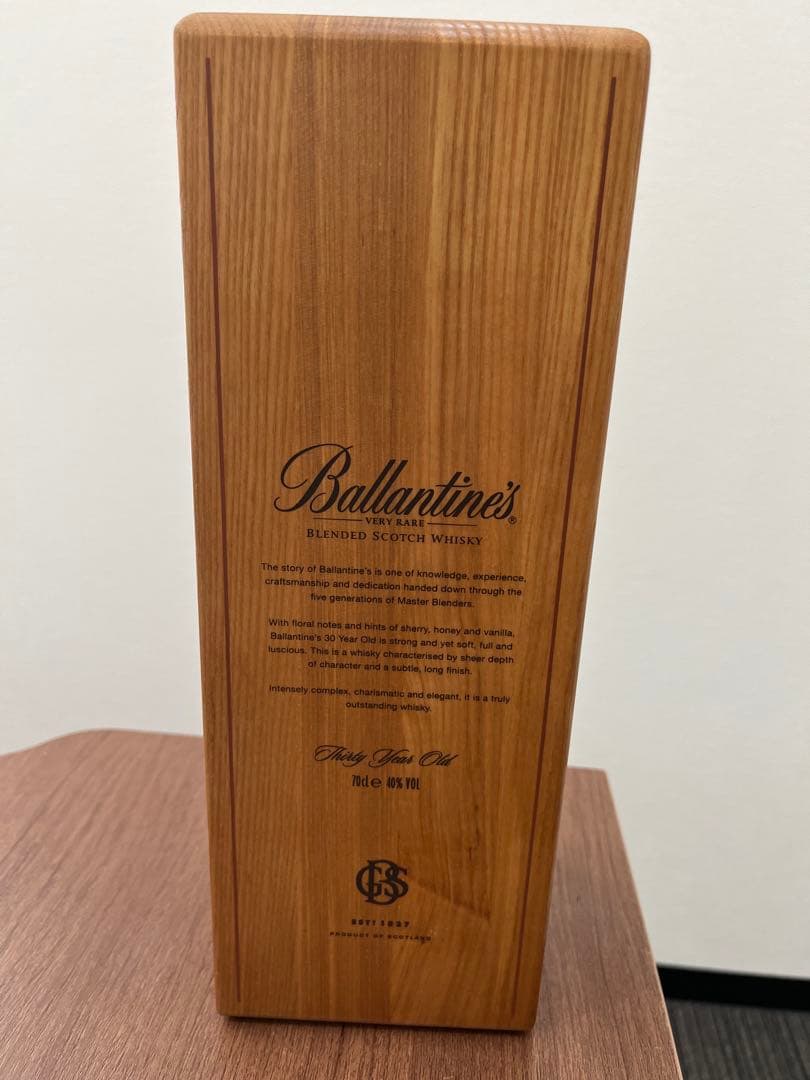 Ballantine's®
VERY RARE
BLENDED SCOTCH WHISKY
The story of Ballantine's is one of knowledge, experience,
craftsmanship and dedication handed down through the
five generations of Master Blenders.
With floral notes and hints of sherry, honey and vanilla,
Ballantine's 30 Year Old is strong and yet soft, full and
luscious. This is a whisky characterised by sheer depth
of character and a subtle, long finish.
Intensely complex, charismatic and elegant, it is a truly
outstanding whisky.
Thirty Year Old
70cl e 40% VOL
GBS
ESTD 1827
PRODUCT OF SCOTLAND